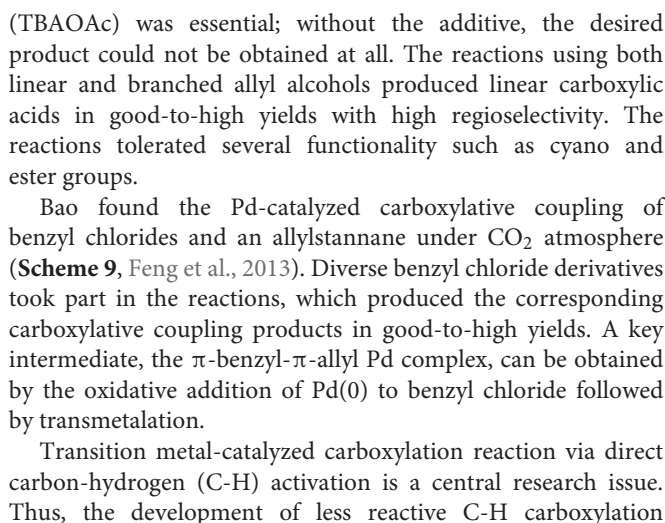 (TBAOAc) was essential; without the additive, the desired
product could not be obtained at all. The reactions using both
linear and branched allyl alcohols produced linear carboxylic
acids in good-to-high yields with high regioselectivity. The
reactions tolerated several functionality such as cyano and
ester groups.
Bao found the Pd-catalyzed carboxylative coupling of
benzyl chlorides and an allylstannane under CO₂ atmosphere
(Scheme 9, Feng et al., 2013). Diverse benzyl chloride derivatives
took part in the reactions, which produced the corresponding
carboxylative coupling products in good-to-high yields. A key
intermediate, the π-benzyl-π-allyl Pd complex, can be obtained
by the oxidative addition of Pd(0) to benzyl chloride followed
by transmetalation.
Transition metal-catalyzed carboxylation reaction via direct
carbon-hydrogen (C-H) activation is a central research issue.
Thus, the development of less reactive C-H carboxylation